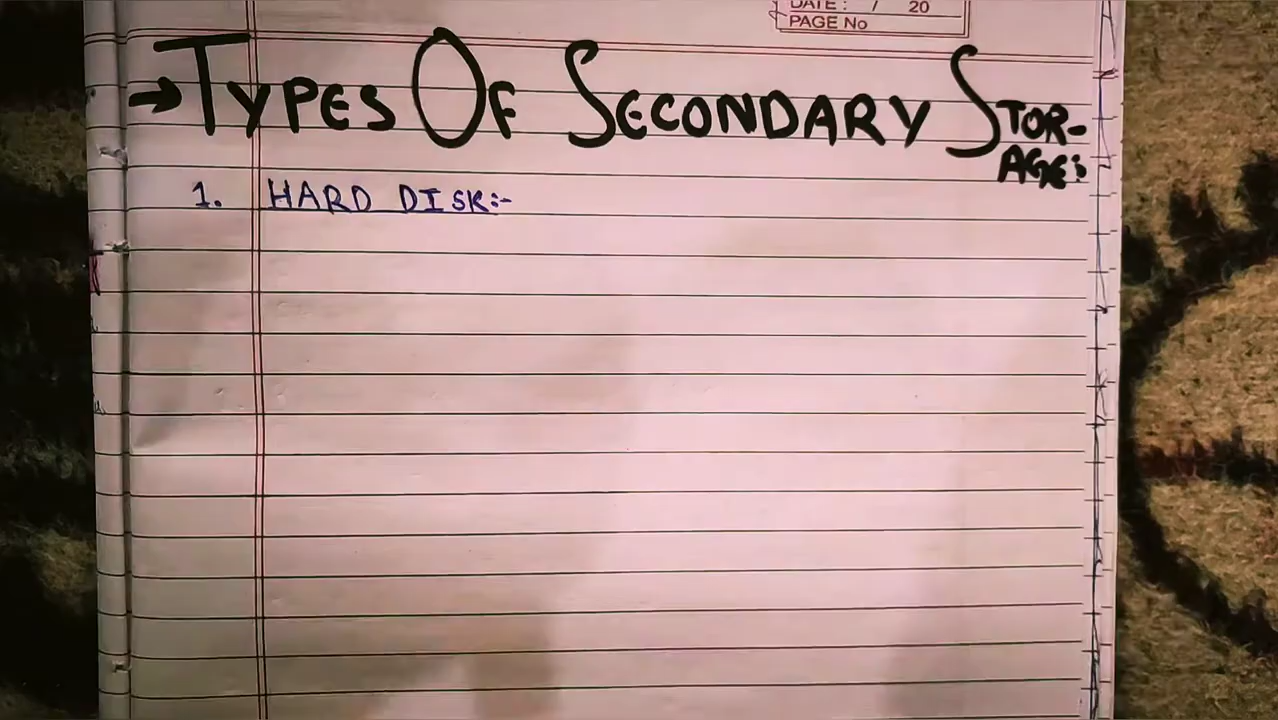 DATE: / 20
PAGE No
→ TYPES OF SECONDARY STOR-
AGE:
1. HARD DISK:-